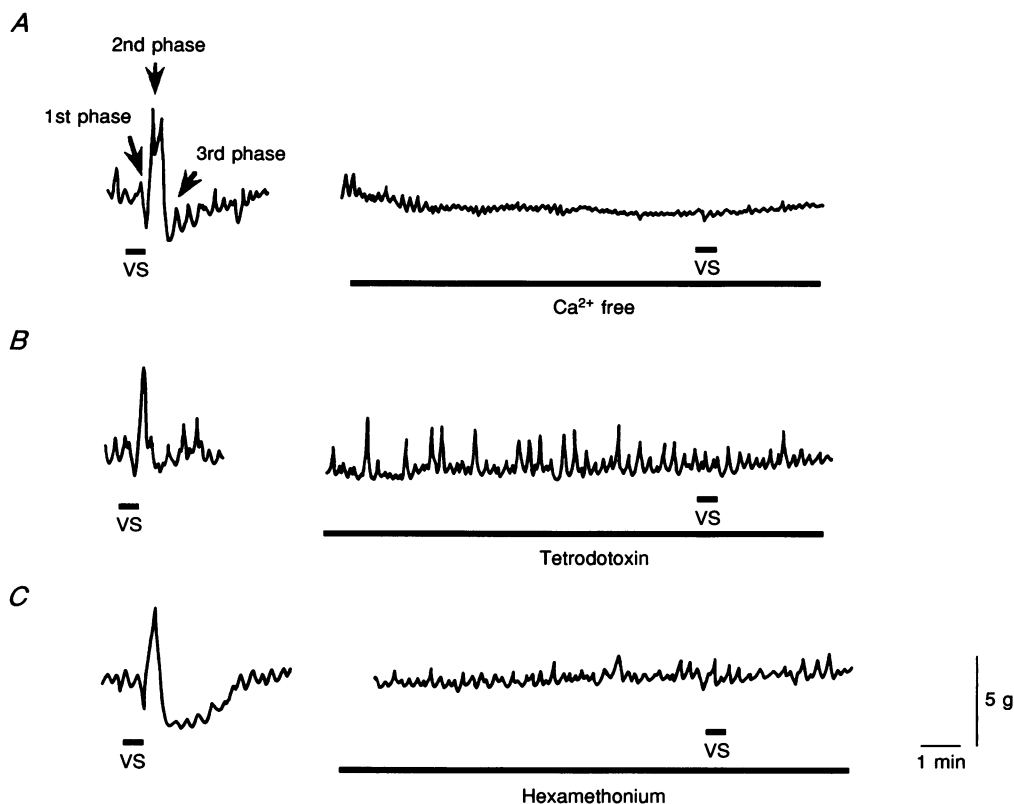 A
2nd phase
1st phase
3rd phase
VS
VS
Ca²⁺ free
B
VS
VS
Tetrodotoxin
C
VS
VS
5 g
1 min
Hexamethonium